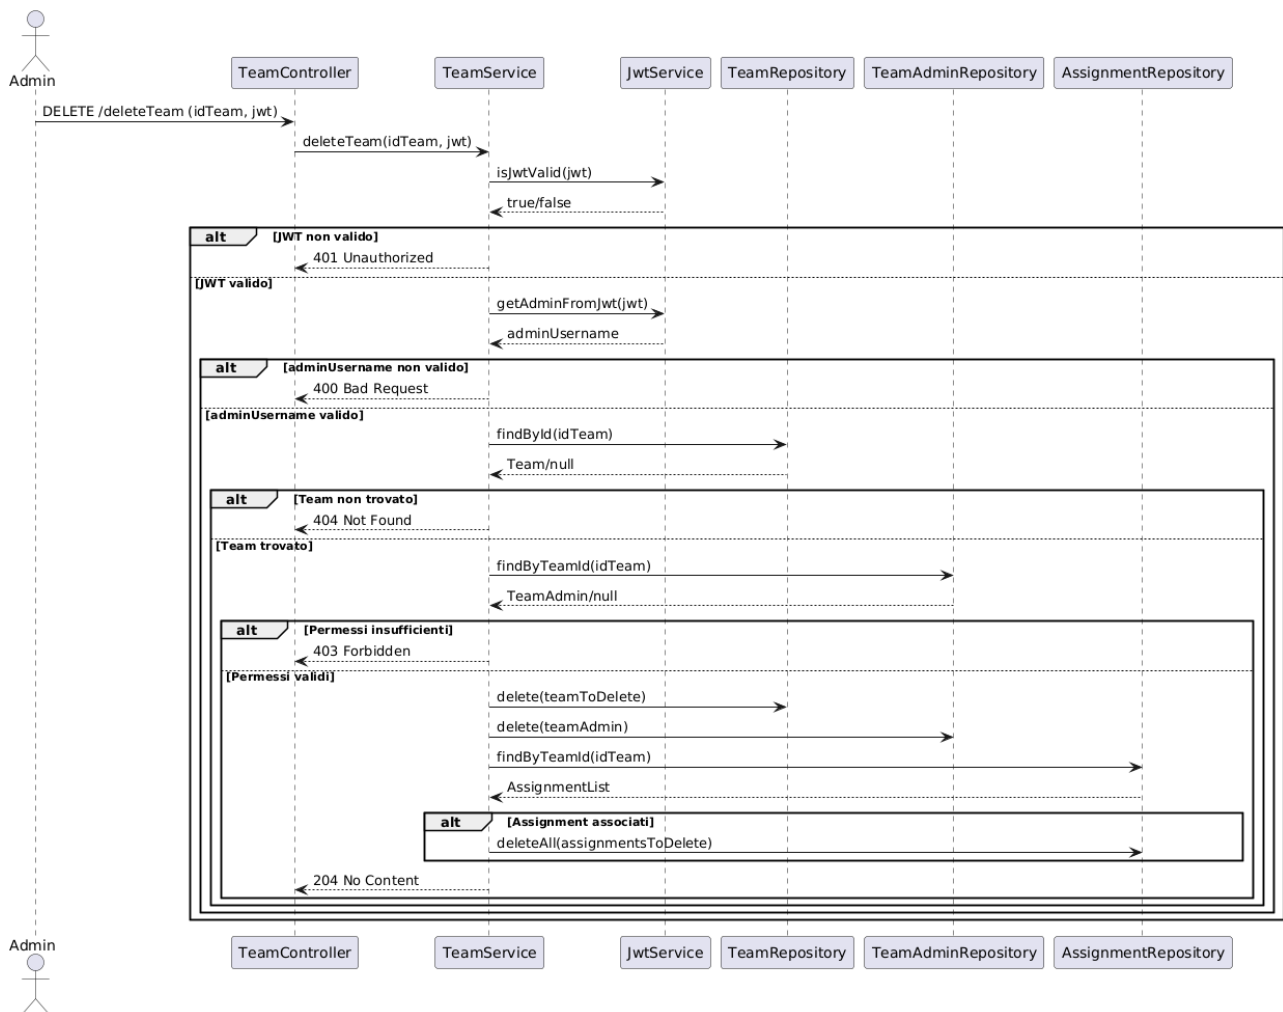 Admin
TeamController
TeamService
JwtService
TeamRepository
TeamAdminRepository
AssignmentRepository
DELETE /deleteTeam (idTeam, jwt)
deleteTeam(idTeam, jwt)
isJwtValid(jwt)
true/false
alt [JWT non valido]
401 Unauthorized
[JWT valido]
getAdminFromJwt(jwt)
adminUsername
alt [adminUsername non valido]
400 Bad Request
[adminUsername valido]
findById(idTeam)
Team/null
alt [Team non trovato]
404 Not Found
[Team trovato]
findByTeamId(idTeam)
TeamAdmin/null
alt [Permessi insufficienti]
403 Forbidden
[Permessi validi]
delete(teamToDelete)
delete(teamAdmin)
findByTeamId(idTeam)
AssignmentList
alt [Assignment associati]
deleteAll(assignmentsToDelete)
204 No Content
Admin
TeamController
TeamService
JwtService
TeamRepository
TeamAdminRepository
AssignmentRepository